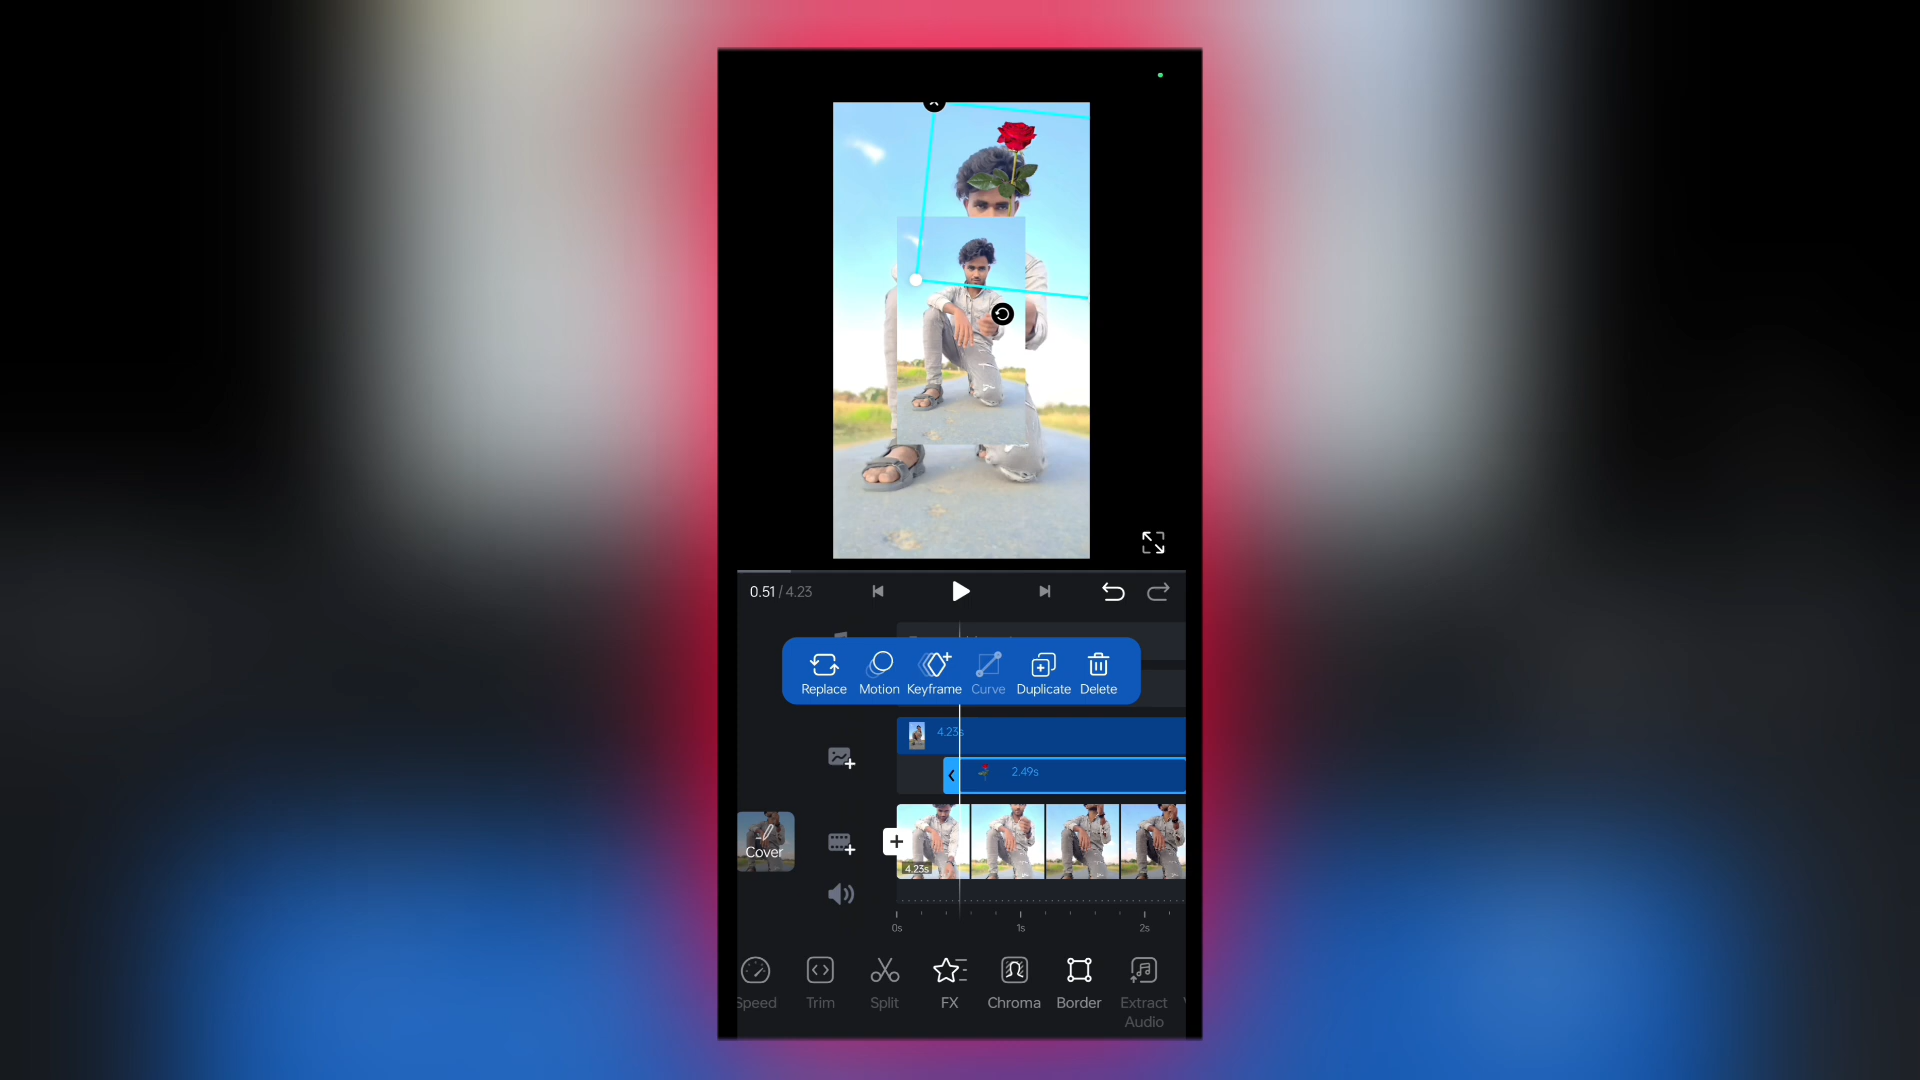 0.51 / 4.23
Replace Motion Keyframe Curve Duplicate Delete
4.23s
2.49s
Cover
4.23s
0s 1s 2s
Speed Trim Split FX Chroma Border Extract Audio